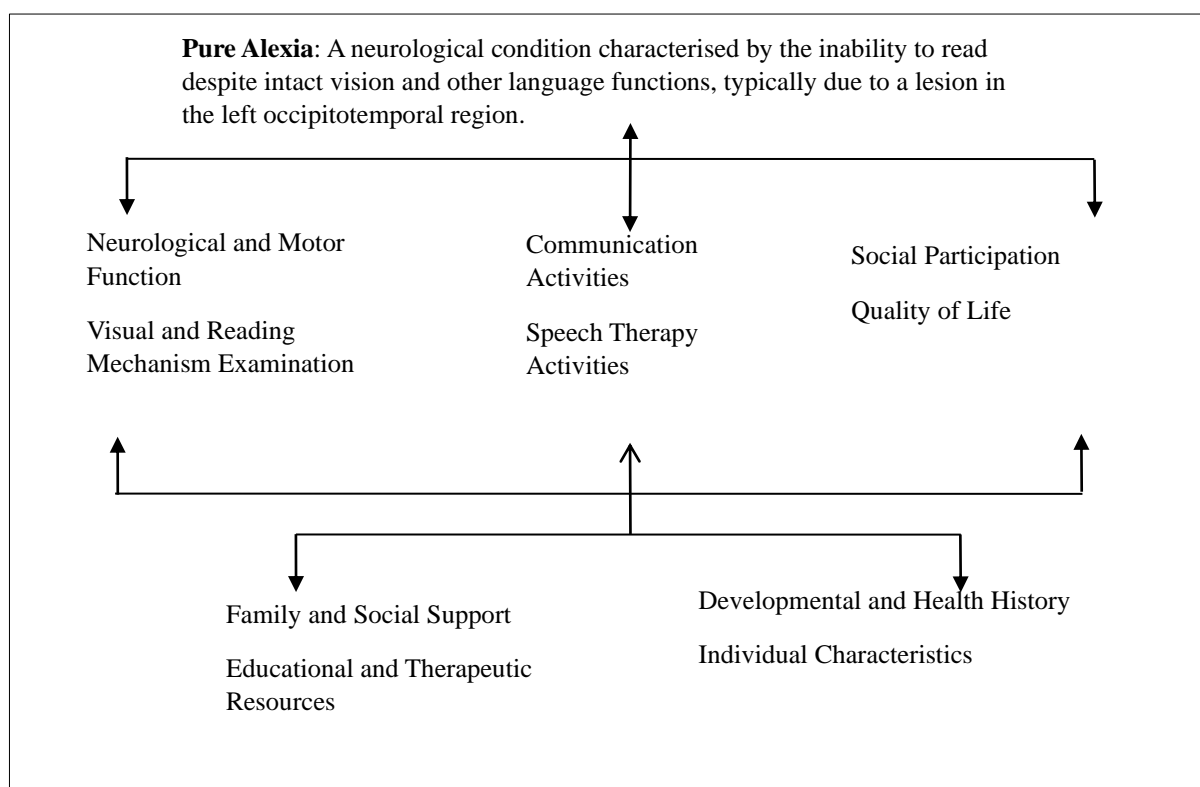 Pure Alexia: A neurological condition characterised by the inability to read
despite intact vision and other language functions, typically due to a lesion in
the left occipitotemporal region.
Neurological and Motor
Function
Visual and Reading
Mechanism Examination
Communication
Activities
Speech Therapy
Activities
Social Participation
Quality of Life
Family and Social Support
Educational and Therapeutic
Resources
Developmental and Health History
Individual Characteristics